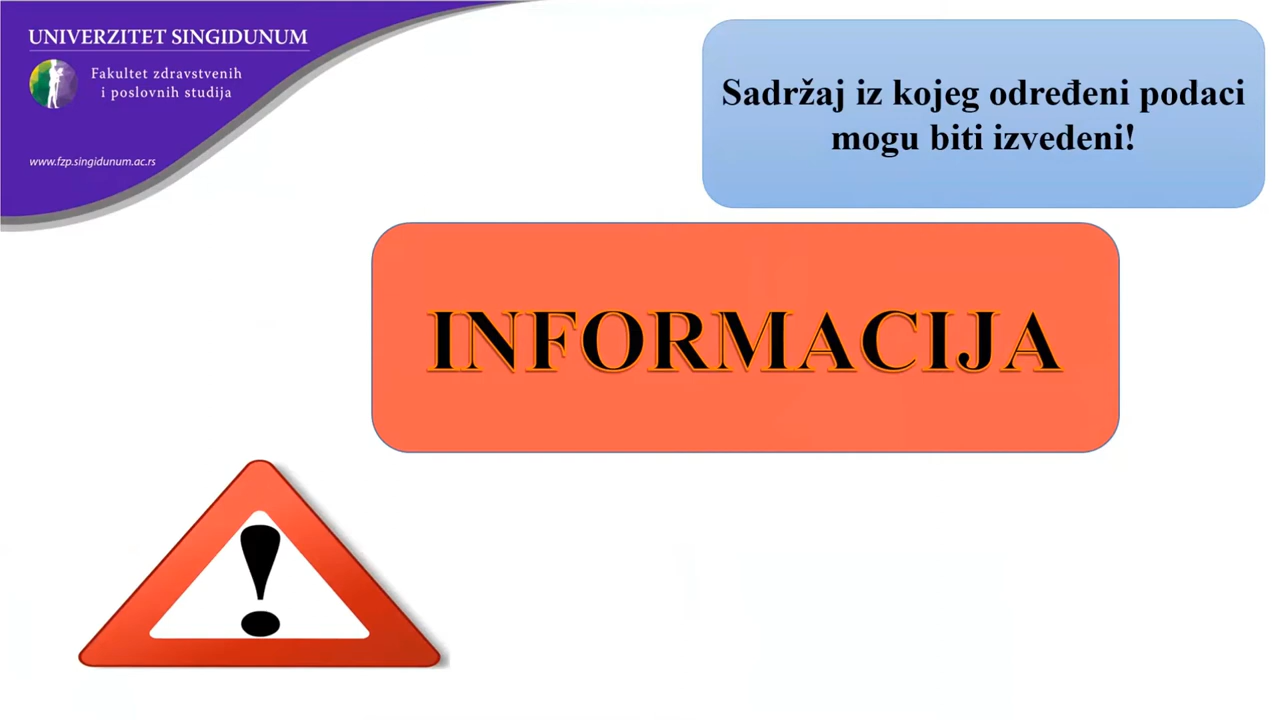 UNIVERZITET SINGIDUNUM
Fakultet zdravstvenih
i poslovnih studija
www.fzp.singidunum.ac.rs
Sadržaj iz kojeg određeni podaci
mogu biti izvedeni!
INFORMACIJA